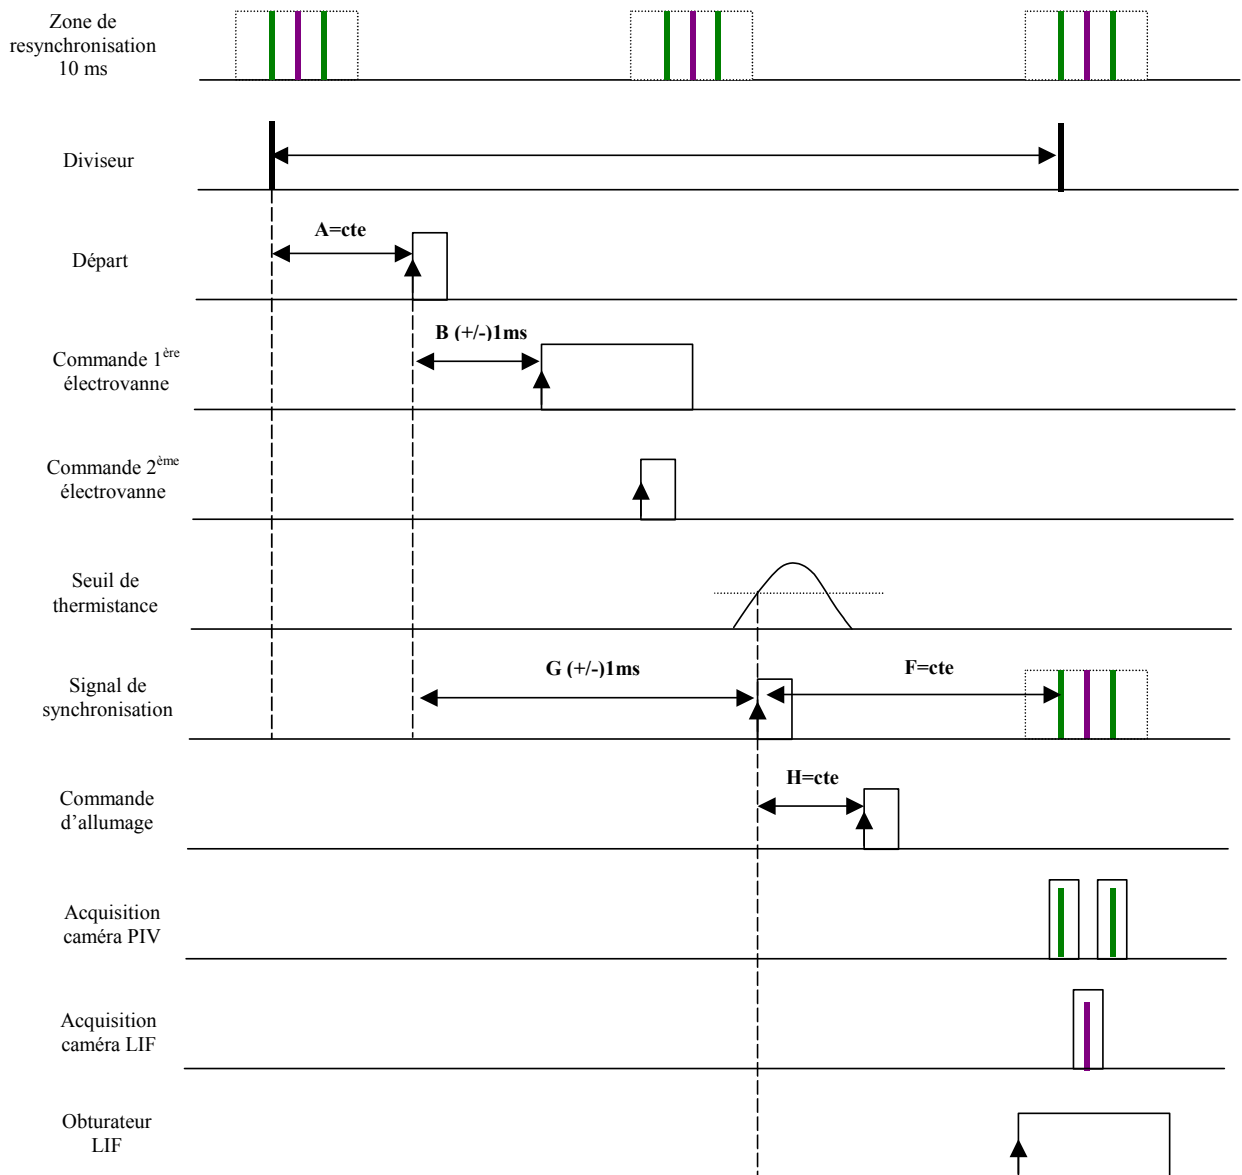 Zone de
resynchronisation
10 ms
Diviseur
A=cte
Départ
B (+/-)1ms
Commande 1ère
électrovanne
Commande 2ème
électrovanne
Seuil de
thermistance
G (+/-)1ms
F=cte
Signal de
synchronisation
H=cte
Commande
d’allumage
Acquisition
caméra PIV
Acquisition
caméra LIF
Obturateur
LIF